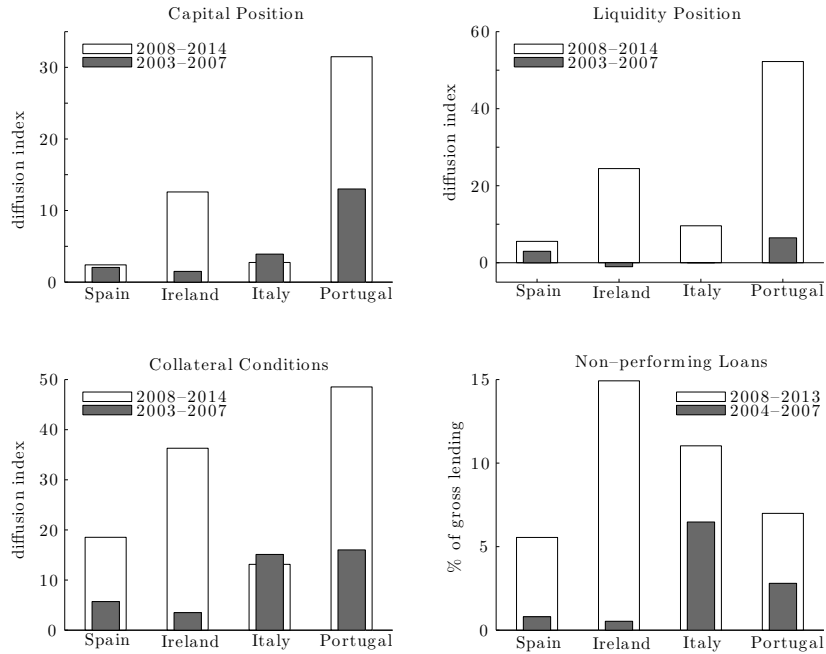 Capital Position
diffusion index
30
20
10
0
2008–2014
2003–2007
Spain Ireland Italy Portugal
Liquidity Position
diffusion index
60
40
20
0
2008–2014
2003–2007
Spain Ireland Italy Portugal
Collateral Conditions
diffusion index
50
40
30
20
10
0
2008–2014
2003–2007
Spain Ireland Italy Portugal
Non–performing Loans
% of gross lending
15
10
5
0
2008–2013
2004–2007
Spain Ireland Italy Portugal